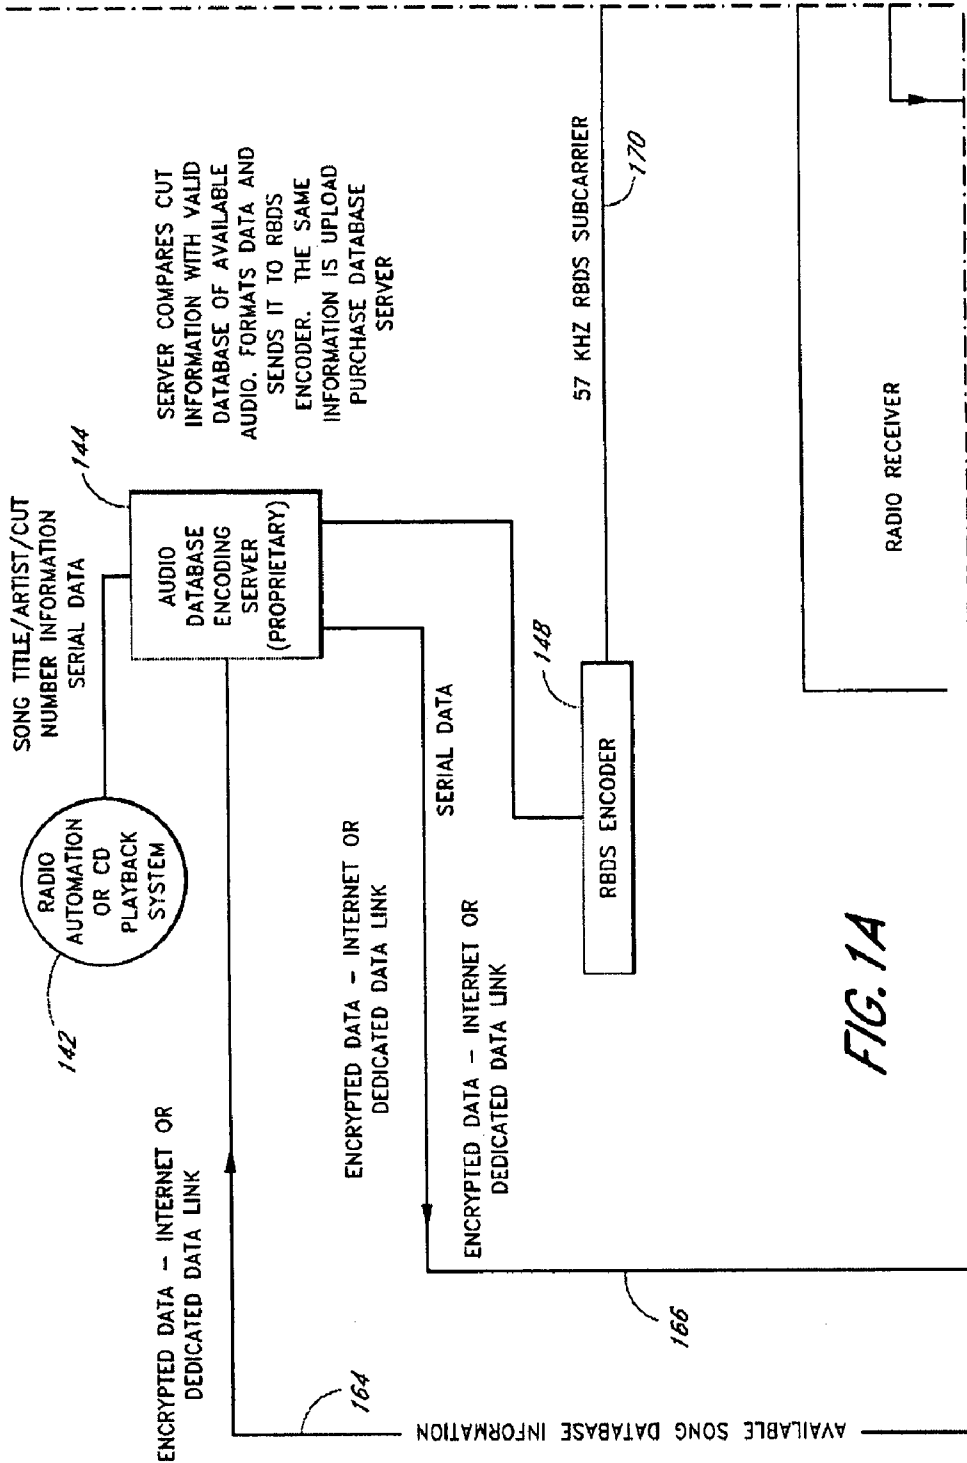 SONG TITLE/ARTIST/CUT
NUMBER INFORMATION
SERIAL DATA
144
RADIO
AUTOMATION
OR CD
PLAYBACK
SYSTEM
142
AUDIO
DATABASE
ENCODING
SERVER
(PROPRIETARY)
SERVER COMPARES CUT
INFORMATION WITH VALID
DATABASE OF AVAILABLE
AUDIO. FORMATS DATA AND
SENDS IT TO RBDS
ENCODER. THE SAME
INFORMATION IS UPLOAD
PURCHASE DATABASE
SERVER
ENCRYPTED DATA - INTERNET OR
DEDICATED DATA LINK
ENCRYPTED DATA - INTERNET OR
DEDICATED DATA LINK
SERIAL DATA
ENCRYPTED DATA - INTERNET OR
DEDICATED DATA LINK
148
RBDS ENCODER
57 KHZ RBDS SUBCARRIER
170
164
166
AVAILABLE SONG DATABASE INFORMATION
RADIO RECEIVER
FIG. 1A